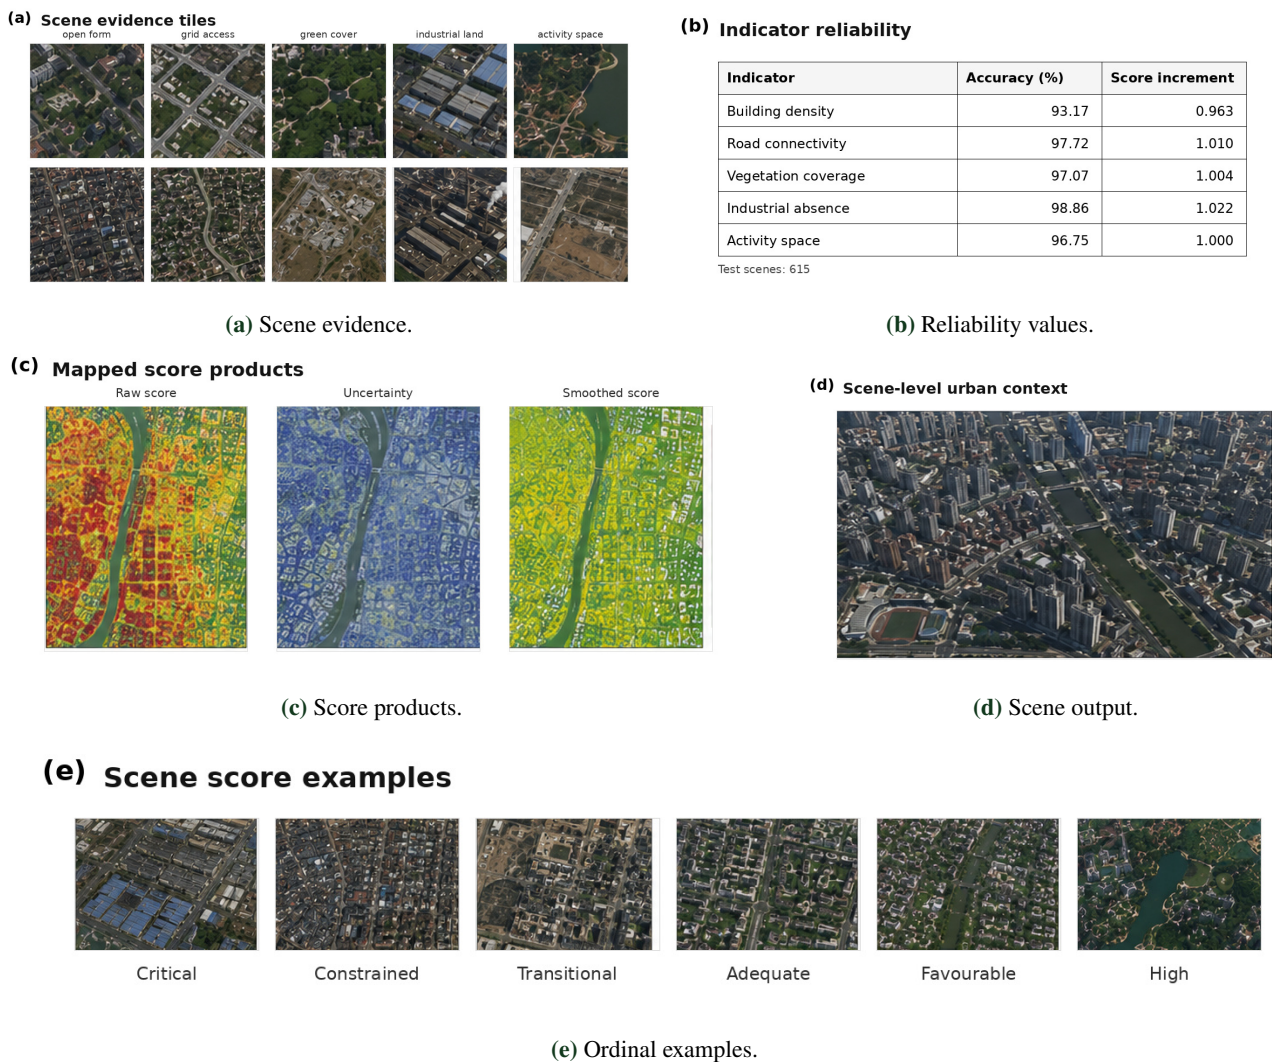 (a) Scene evidence tiles
open form grid access green cover industrial land activity space
(a) Scene evidence.
(b) Indicator reliability
Indicator Accuracy (%) Score increment
Building density 93.17 0.963
Road connectivity 97.72 1.010
Vegetation coverage 97.07 1.004
Industrial absence 98.86 1.022
Activity space 96.75 1.000
Test scenes: 615
(b) Reliability values.
(c) Mapped score products
Raw score Uncertainty Smoothed score
(c) Score products.
(d) Scene-level urban context
(d) Scene output.
(e) Scene score examples
Critical Constrained Transitional Adequate Favourable High
(e) Ordinal examples.